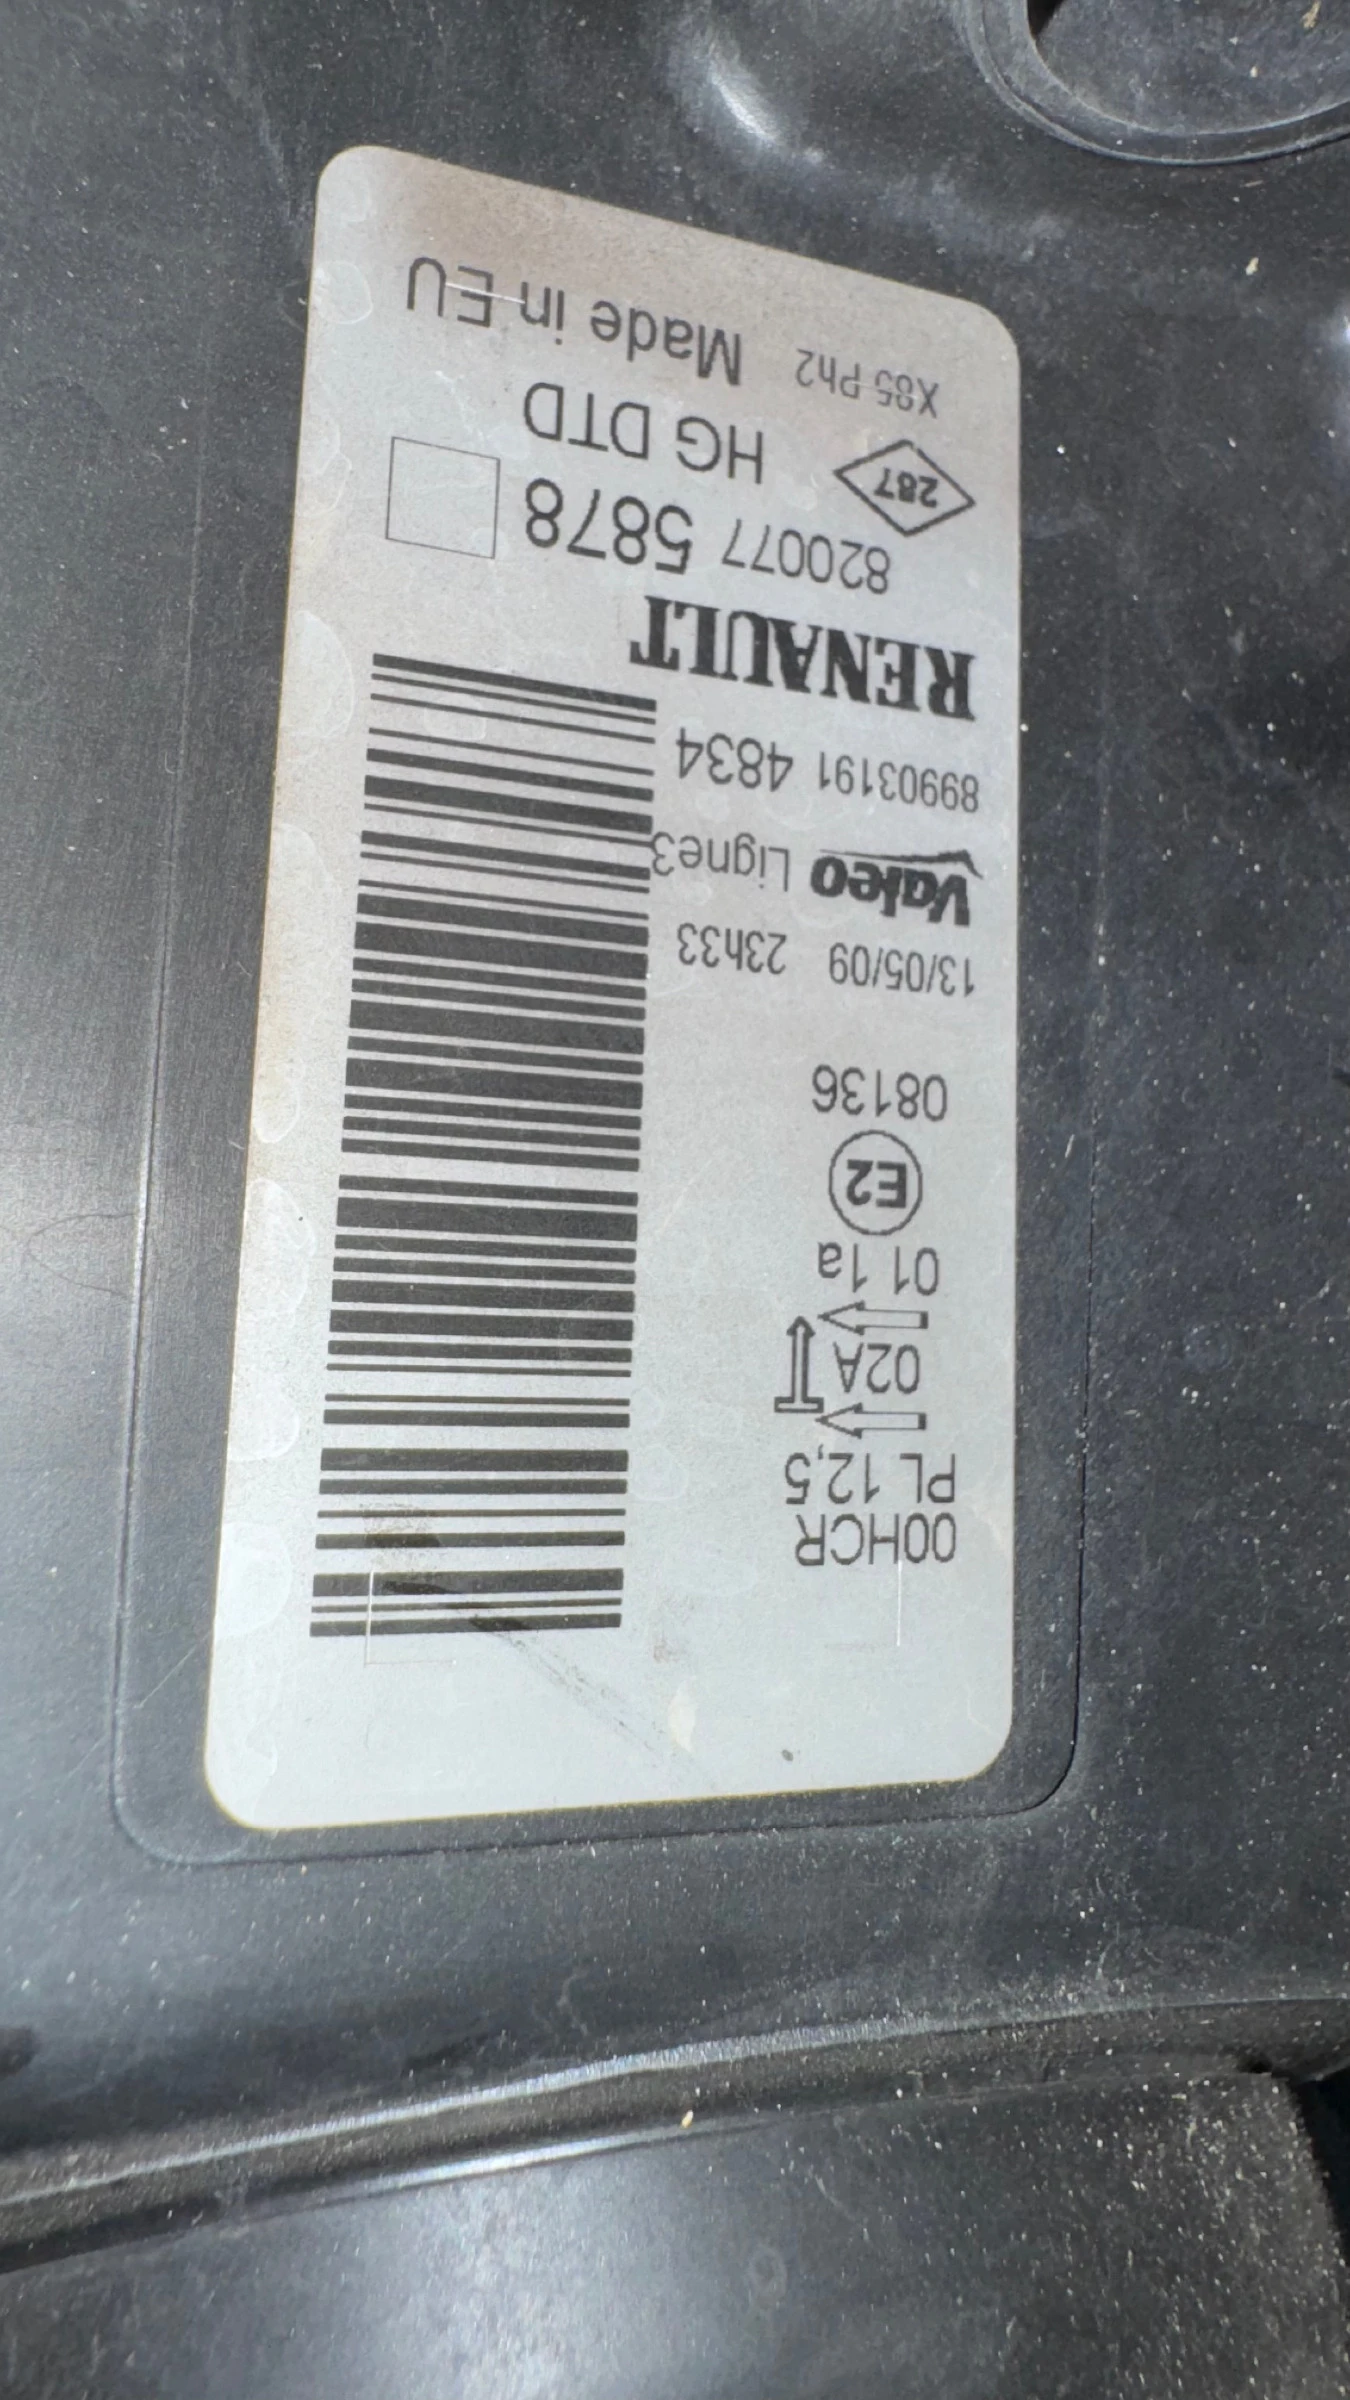 00HCR
PL 12,5
02A
01 1a
E2
08136
13/05/09 23h33
Valeo Ligne3
89903191 4834
RENAULT
820077 5878
287 HG DTD
X85 Ph2 Made in EU